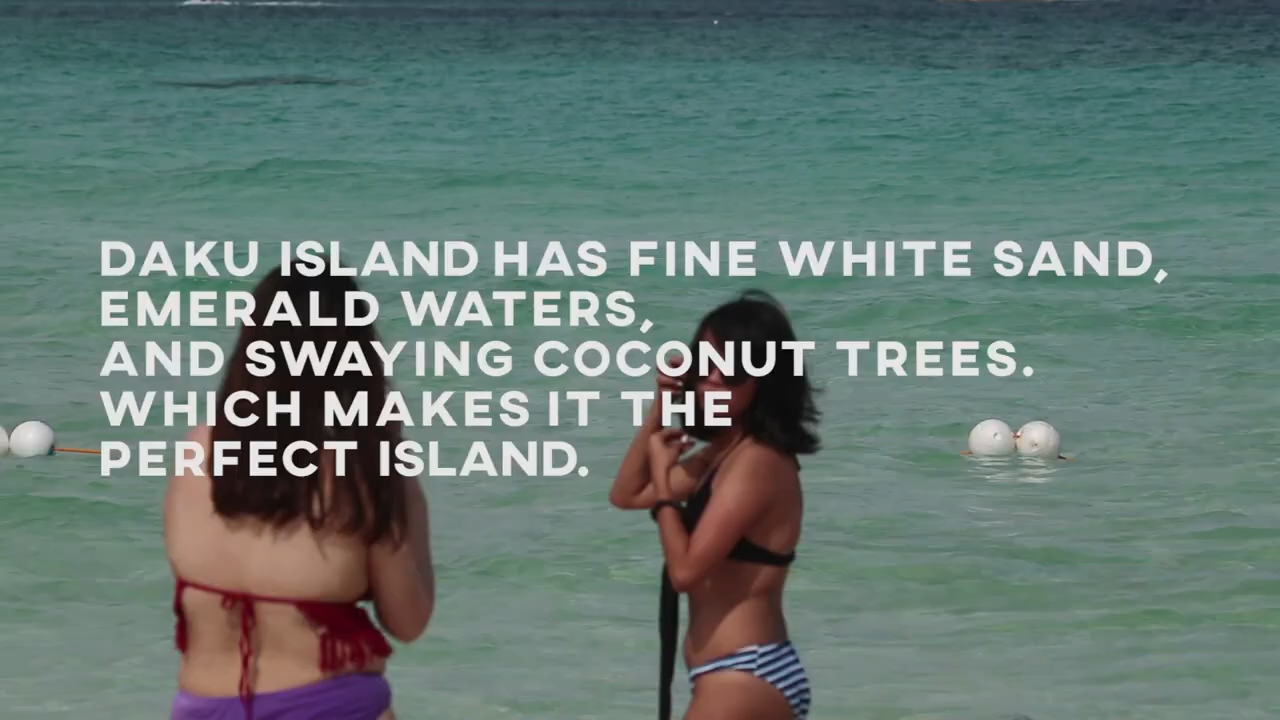 DAKU ISLAND HAS FINE WHITE SAND,
EMERALD WATERS,
AND SWAYING COCONUT TREES.
WHICH MAKES IT THE
PERFECT ISLAND.